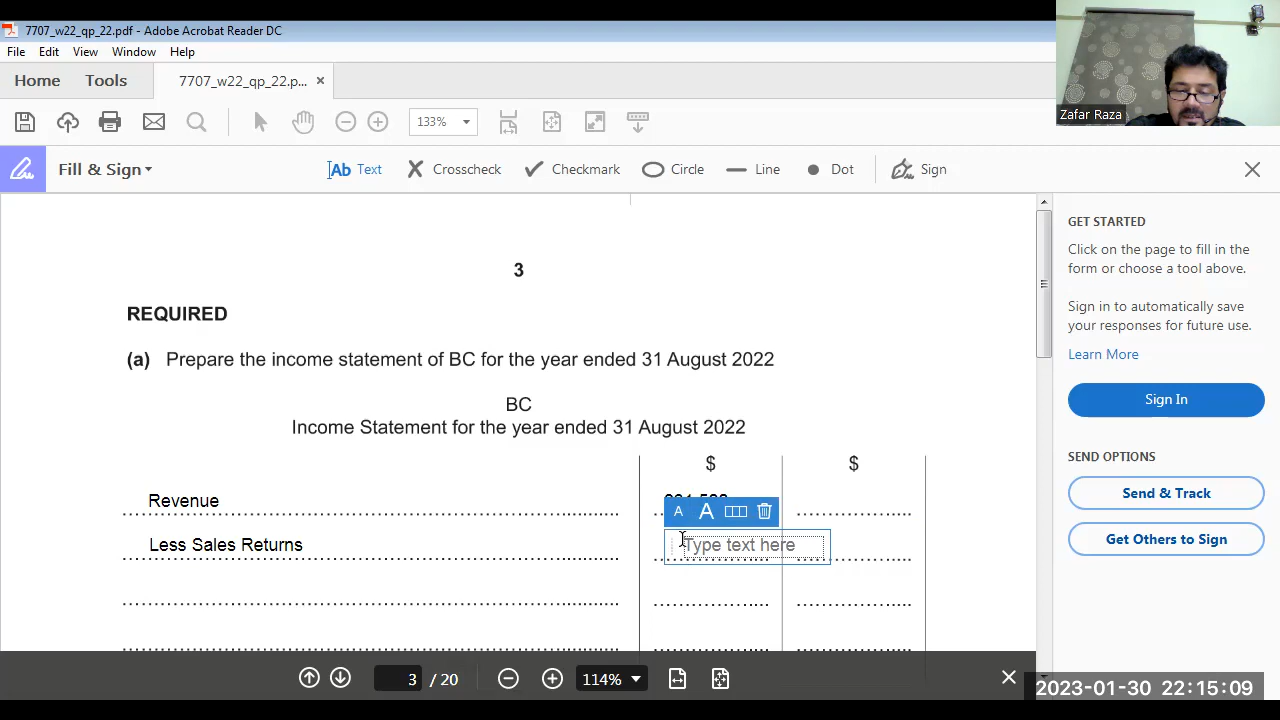 7707_w22_qp_22.pdf - Adobe Acrobat Reader DC
File Edit View Window Help
Home Tools 7707_w22_qp_22.p... ×
133%
Zafar Raza
Fill & Sign Ab Text Crosscheck Checkmark Circle Line Dot Sign
3
REQUIRED
(a) Prepare the income statement of BC for the year ended 31 August 2022
BC
Income Statement for the year ended 31 August 2022
$ $
Revenue
A A
Less Sales Returns Type text here
GET STARTED
Click on the page to fill in the
form or choose a tool above.
Sign in to automatically save
your responses for future use.
Learn More
Sign In
SEND OPTIONS
Send & Track
Get Others to Sign
3 / 20 114%
2023-01-30 22:15:09